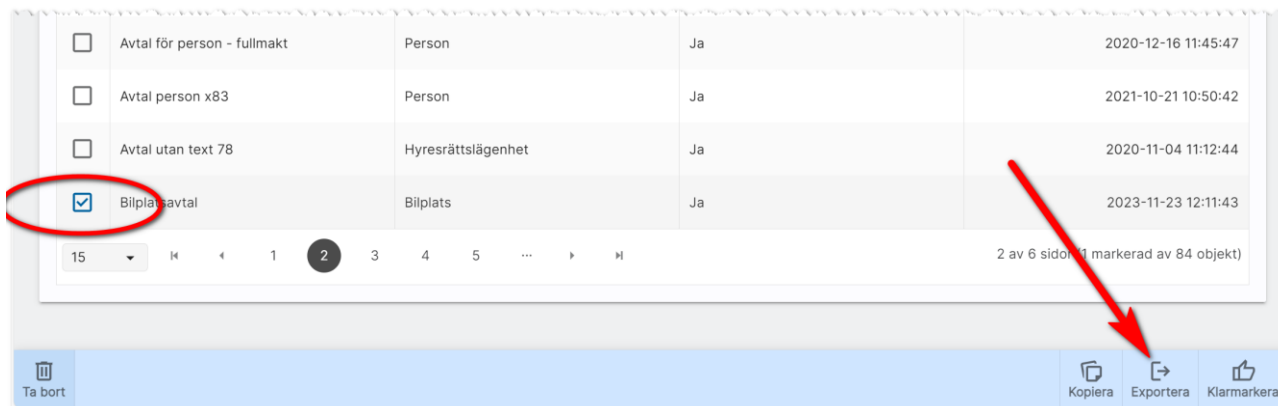 Avtal för person - fullmakt Person Ja 2020-12-16 11:45:47
Avtal person x83 Person Ja 2021-10-21 10:50:42
Avtal utan text 78 Hyresrättslägenhet Ja 2020-11-04 11:12:44
Bilplatsavtal Bilplats Ja 2023-11-23 12:11:43
15 1 2 3 4 5 ... 2 av 6 sidor (1 markerad av 84 objekt)
Ta bort Kopiera Exportera Klarmarkera